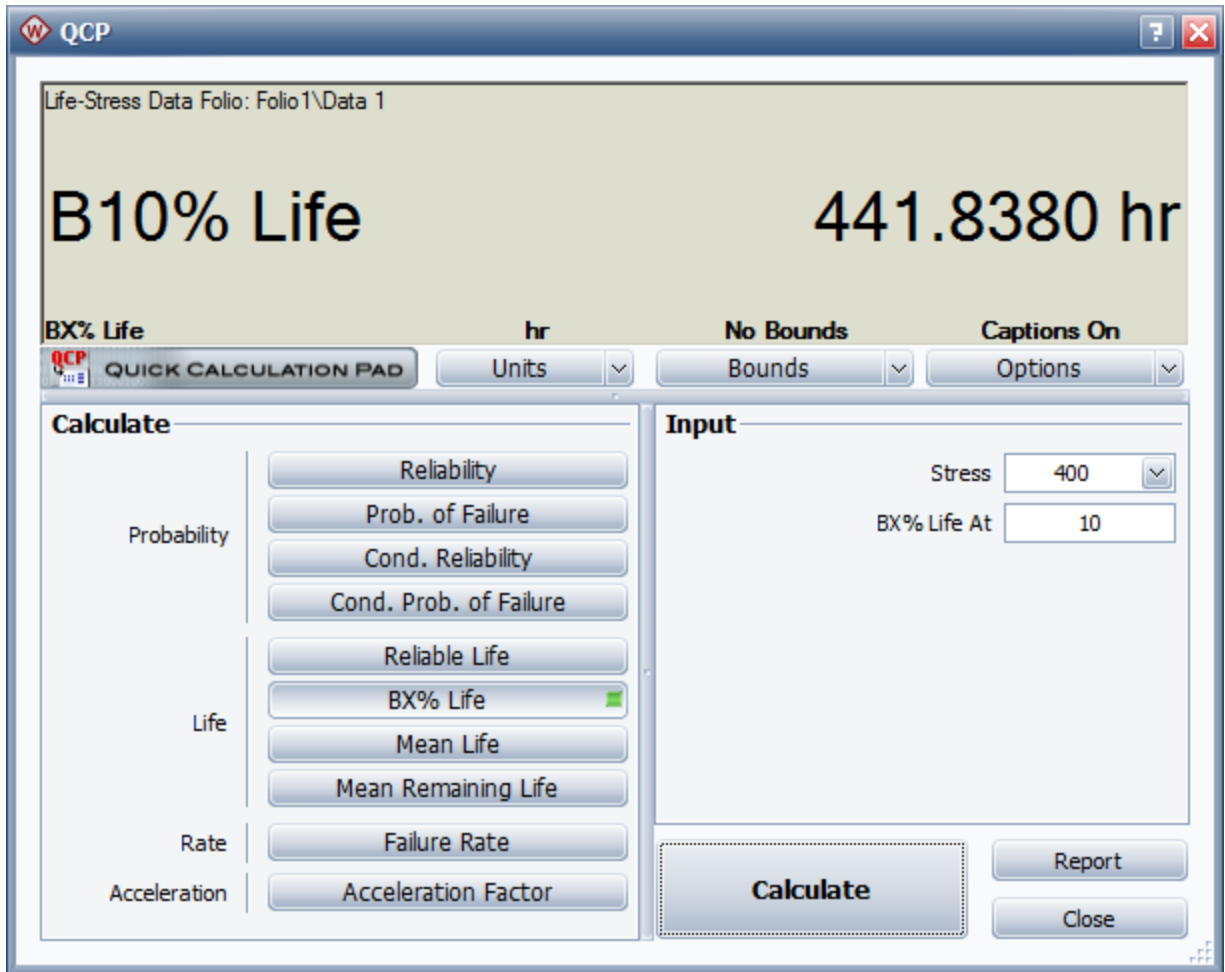 QCP
Life-Stress Data Folio: Folio1\Data 1
B10% Life 441.8380 hr
BX% Life hr No Bounds Captions On
QCP QUICK CALCULATION PAD Units Bounds Options
Calculate
Probability
Reliability
Prob. of Failure
Cond. Reliability
Cond. Prob. of Failure
Life
Reliable Life
BX% Life
Mean Life
Mean Remaining Life
Rate
Failure Rate
Acceleration
Acceleration Factor
Input
Stress 400
BX% Life At 10
Calculate
Report
Close